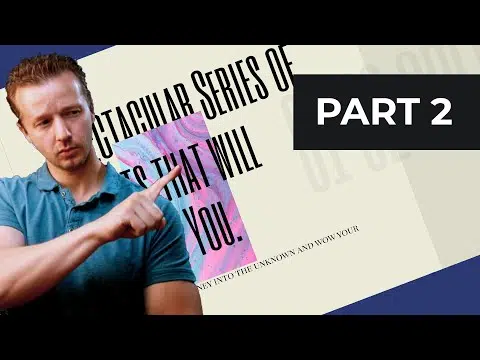 CTACULAR SERIES OF
TS THAT WILL
YOU.
NEY INTO THE UNKNOWN AND WOW YOUR
PART 2